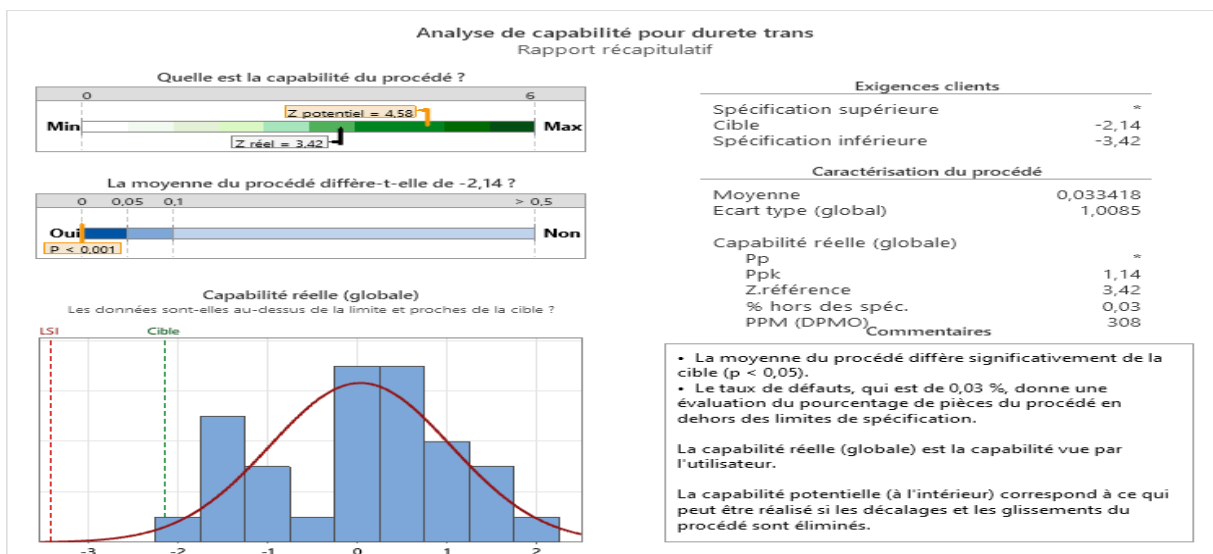 Analyse de capabilité pour durete trans
Rapport récapitulatif
Quelle est la capabilité du procédé ?
0 6
Z potentiel = 4,58
Min Max
Z réel = 3,42
La moyenne du procédé diffère-t-elle de -2,14 ?
0 0,05 0,1 > 0,5
Oui Non
P < 0,001
Capabilité réelle (globale)
Les données sont-elles au-dessus de la limite et proches de la cible ?
LSI Cible
-3 -2 -1 0 1 2
Exigences clients
Spécification supérieure *
Cible -2,14
Spécification inférieure -3,42
Caractérisation du procédé
Moyenne 0,033418
Ecart type (global) 1,0085
Capabilité réelle (globale)
Pp *
Ppk 1,14
Z.référence 3,42
% hors des spéc. 0,03
PPM (DPMO) 308
Commentaires
• La moyenne du procédé diffère significativement de la
cible (p < 0,05).
• Le taux de défauts, qui est de 0,03 %, donne une
évaluation du pourcentage de pièces du procédé en
dehors des limites de spécification.
La capabilité réelle (globale) est la capabilité vue par
l'utilisateur.
La capabilité potentielle (à l'intérieur) correspond à ce qui
peut être réalisé si les décalages et les glissements du
procédé sont éliminés.